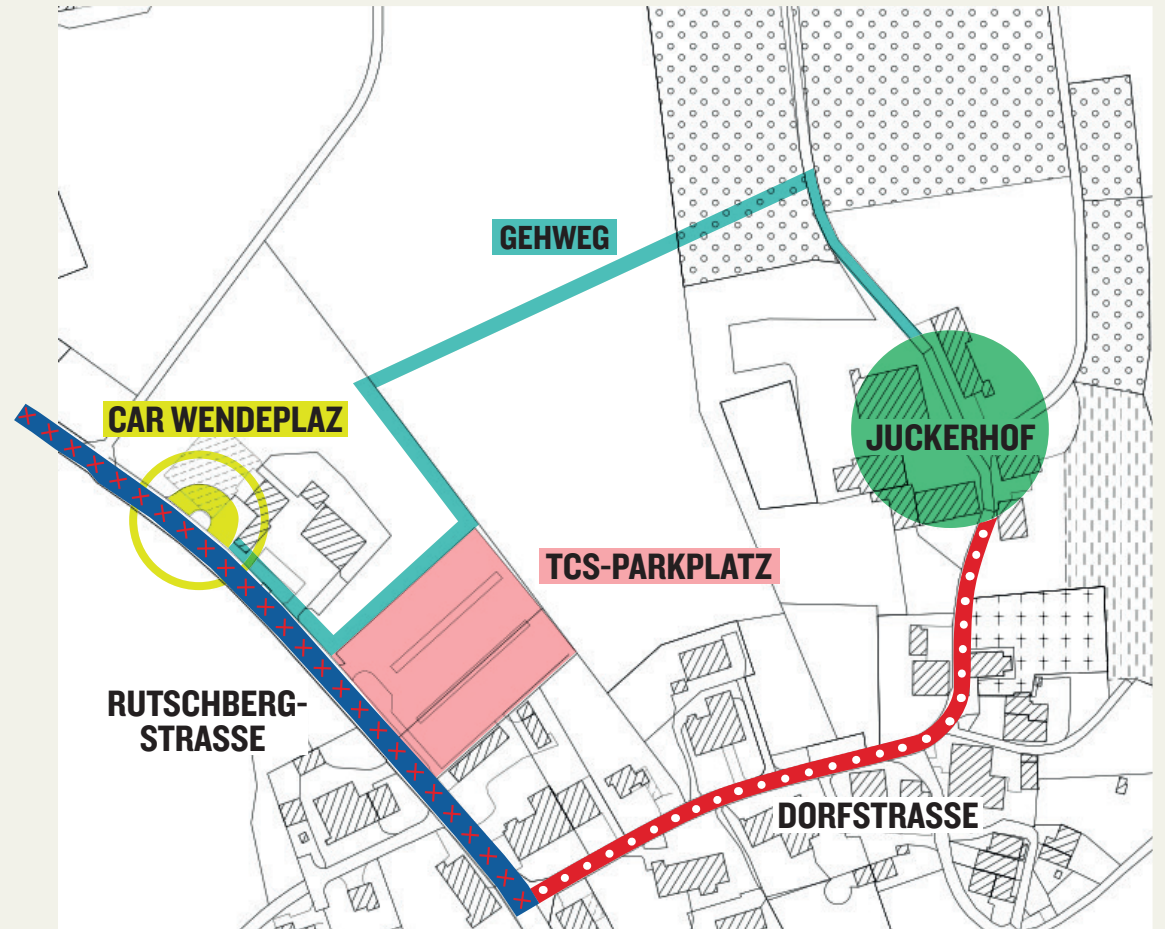 GEHWEG
CAR WENDEPLAZ
JUCKERHOF
TCS-PARKPLATZ
RUTSCHBERG-
STRASSE
DORFSTRASSE